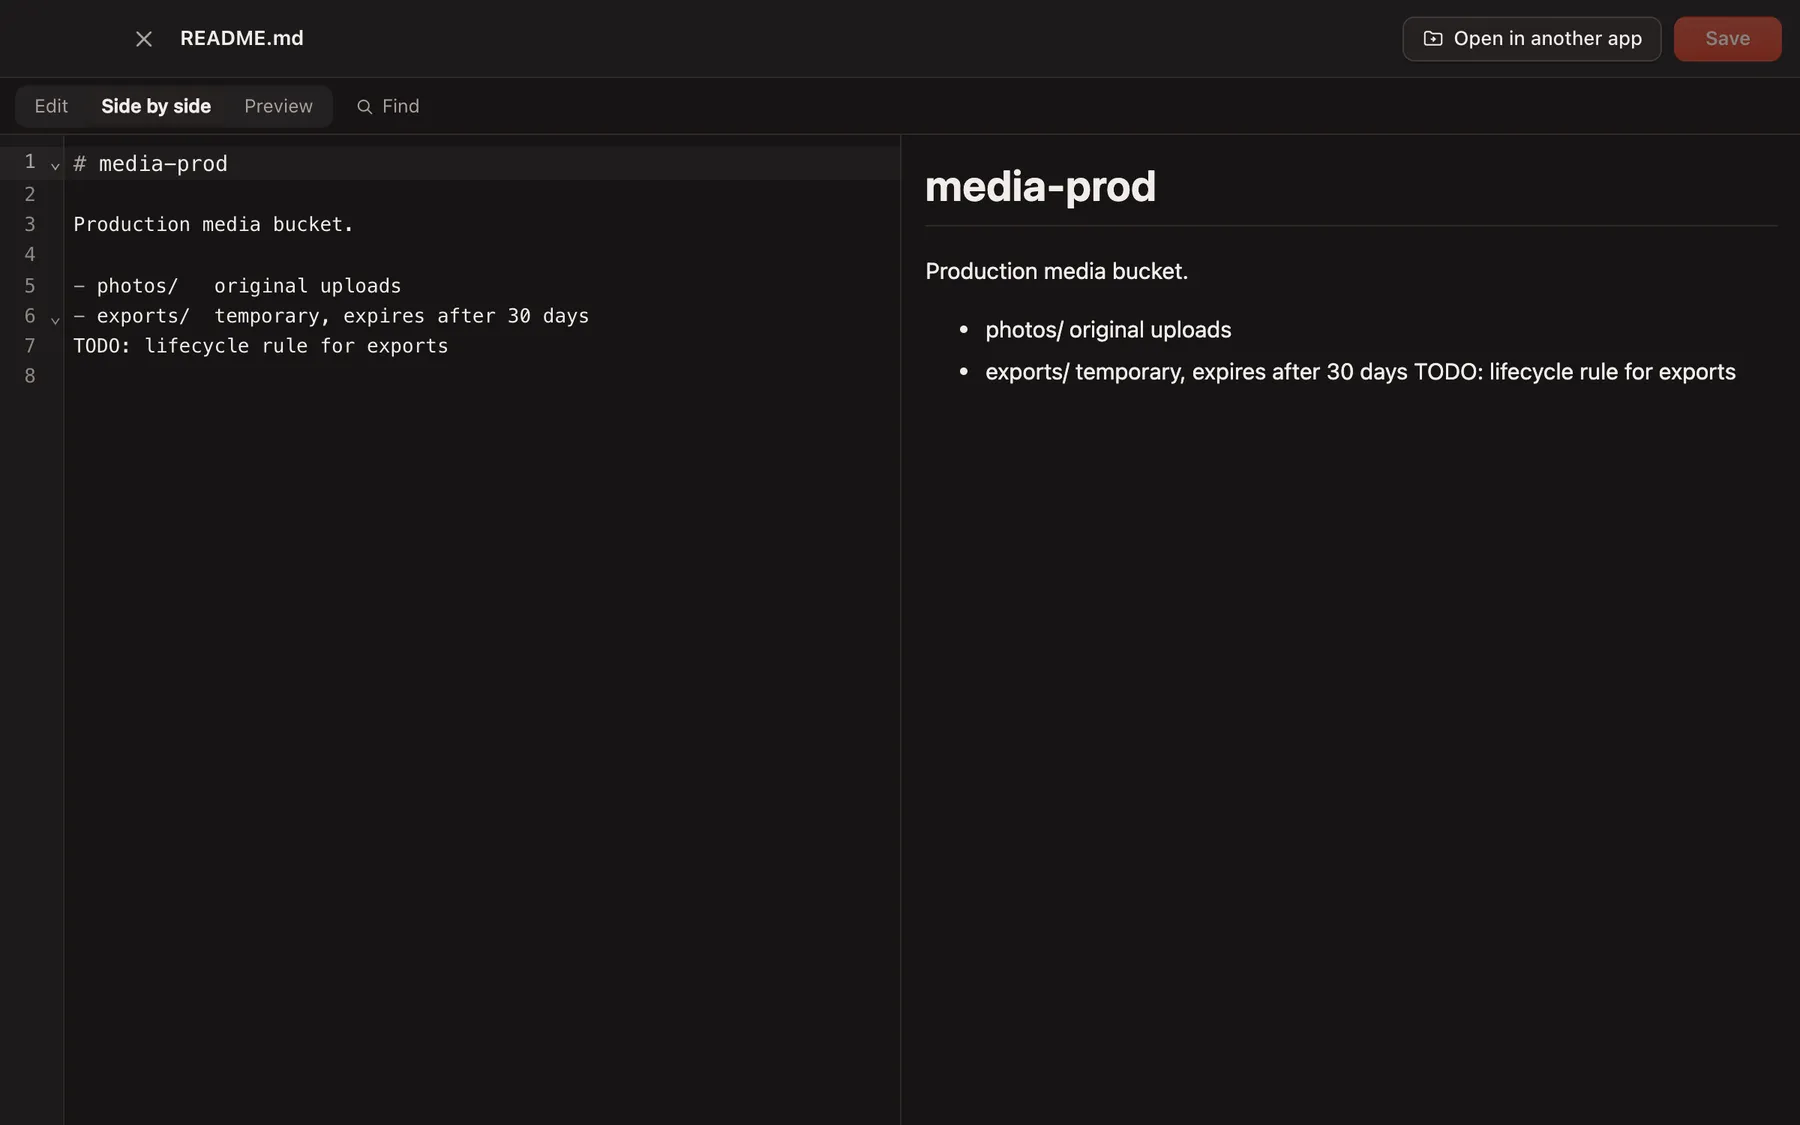 README.md
Open in another app
Save
Edit
Side by side
Preview
Find
1 # media-prod
2
3 Production media bucket.
4
5 - photos/   original uploads
6 - exports/  temporary, expires after 30 days
7 TODO: lifecycle rule for exports
8
media-prod
Production media bucket.
• photos/ original uploads
• exports/ temporary, expires after 30 days TODO: lifecycle rule for exports